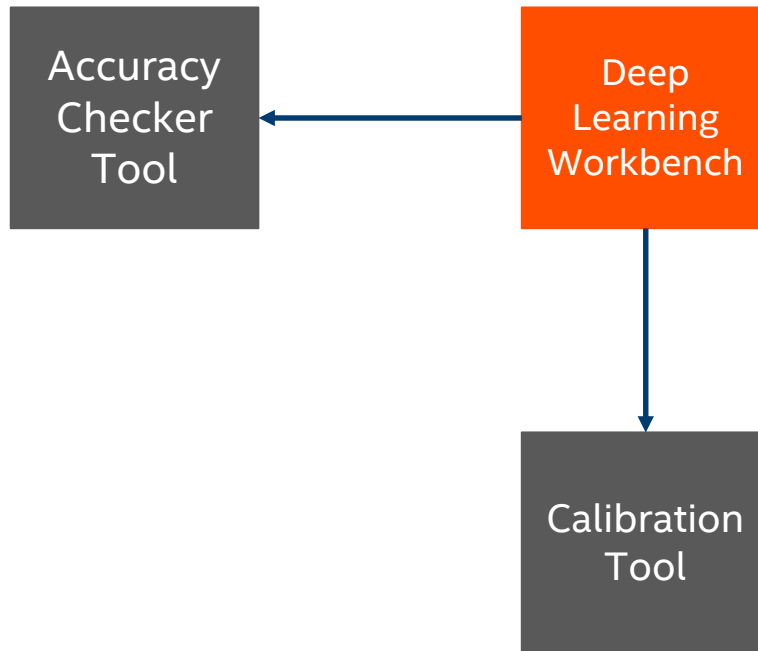 Accuracy
Checker
Tool
Deep
Learning
Workbench
Calibration
Tool